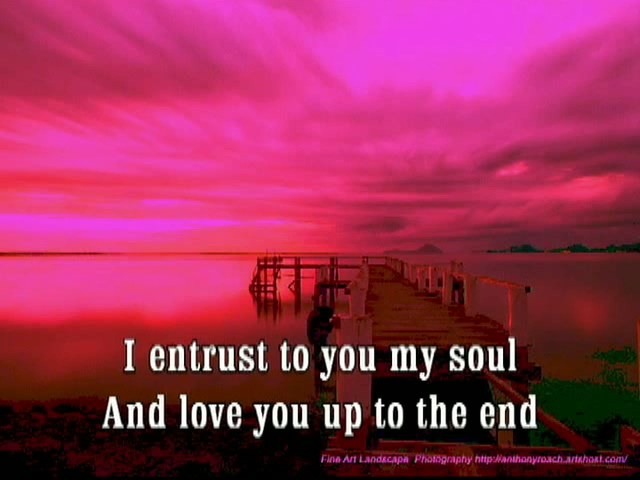 I entrust to you my soul
And love you up to the end
Fine Art Landscape Photography http://anthonyroach.artshost.com/